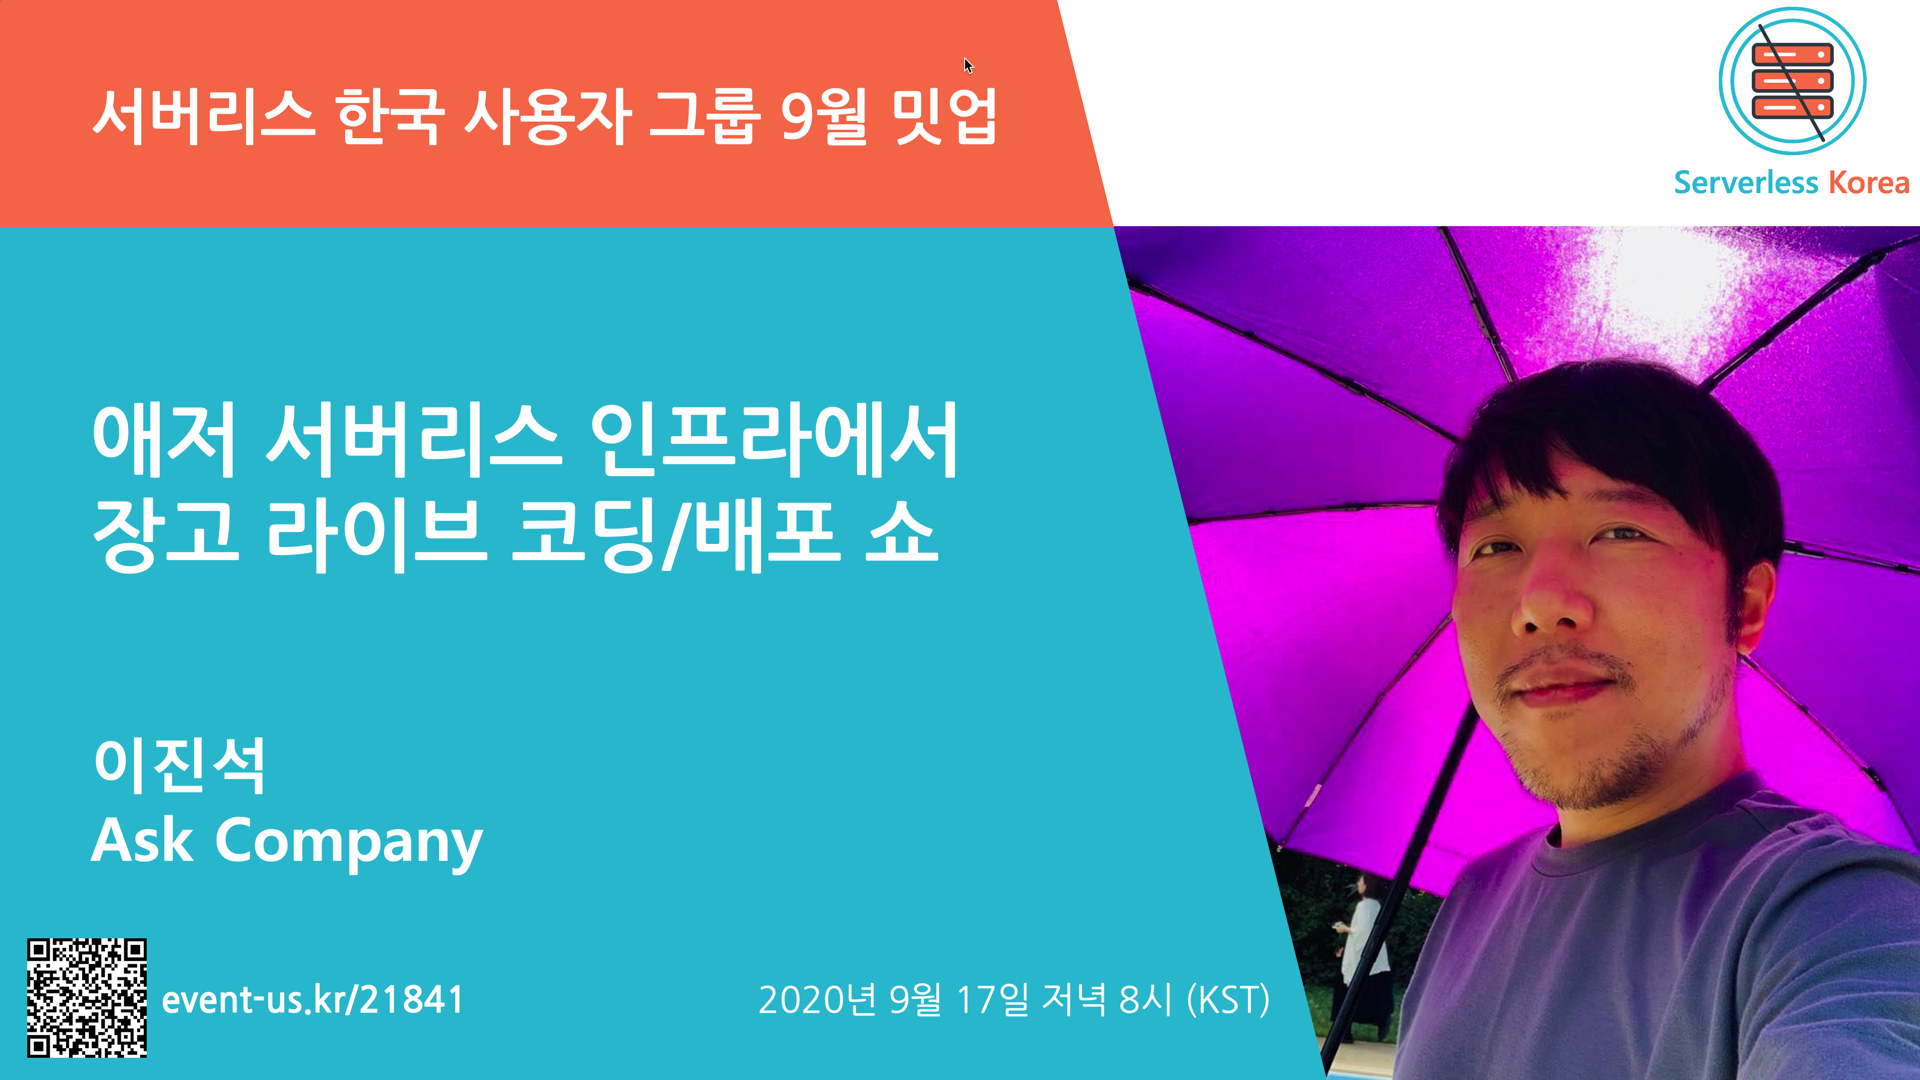 서버리스 한국 사용자 그룹 9월 밋업
Serverless Korea
애저 서버리스 인프라에서
장고 라이브 코딩/배포 쇼
이진석
Ask Company
event-us.kr/21841
2020년 9월 17일 저녁 8시 (KST)